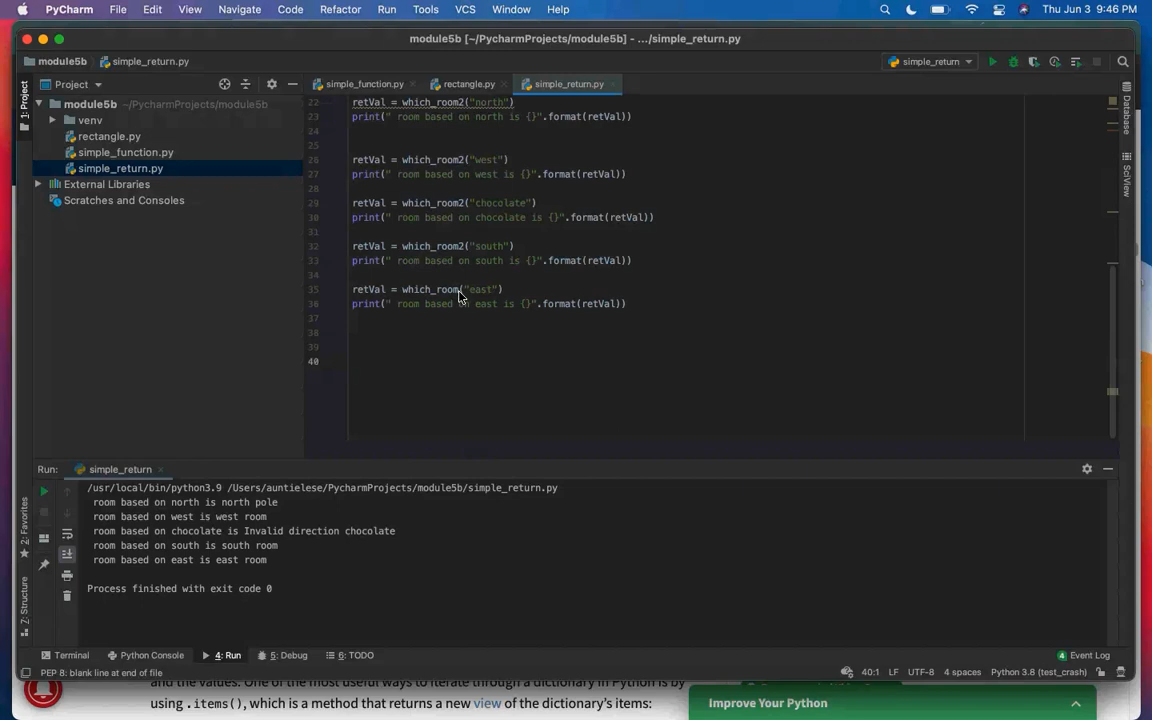 PyCharm File Edit View Navigate Code Refactor Run Tools VCS Window Help Thu Jun 3 9:46 PM
module5b [~/PycharmProjects/module5b] - .../simple_return.py
module5b simple_return.py simple_return
Project simple_function.py rectangle.py simple_return.py
1: Project
Database
SciView
module5b ~/PycharmProjects/module5b
venv
rectangle.py
simple_function.py
simple_return.py
External Libraries
Scratches and Consoles
22 retVal = which_room2("north")
23 print(" room based on north is {}".format(retVal))
24
25
26 retVal = which_room2("west")
27 print(" room based on west is {}".format(retVal))
28
29 retVal = which_room2("chocolate")
30 print(" room based on chocolate is {}".format(retVal))
31
32 retVal = which_room2("south")
33 print(" room based on south is {}".format(retVal))
34
35 retVal = which_room("east")
36 print(" room based on east is {}".format(retVal))
37
38
39
40
Run: simple_return
/usr/local/bin/python3.9 /Users/auntielese/PycharmProjects/module5b/simple_return.py
room based on north is north pole
room based on west is west room
room based on chocolate is Invalid direction chocolate
room based on south is south room
room based on east is east room
Process finished with exit code 0
2: Favorites
Z: Structure
Terminal Python Console 4: Run 5: Debug 6: TODO 4 Event Log
PEP 8: blank line at end of file 40:1 LF UTF-8 4 spaces Python 3.8 (test_crash)
and the values. One of the most useful ways to iterate through a dictionary in Python is by
using .items(), which is a method that returns a new view of the dictionary's items:
Improve Your Python